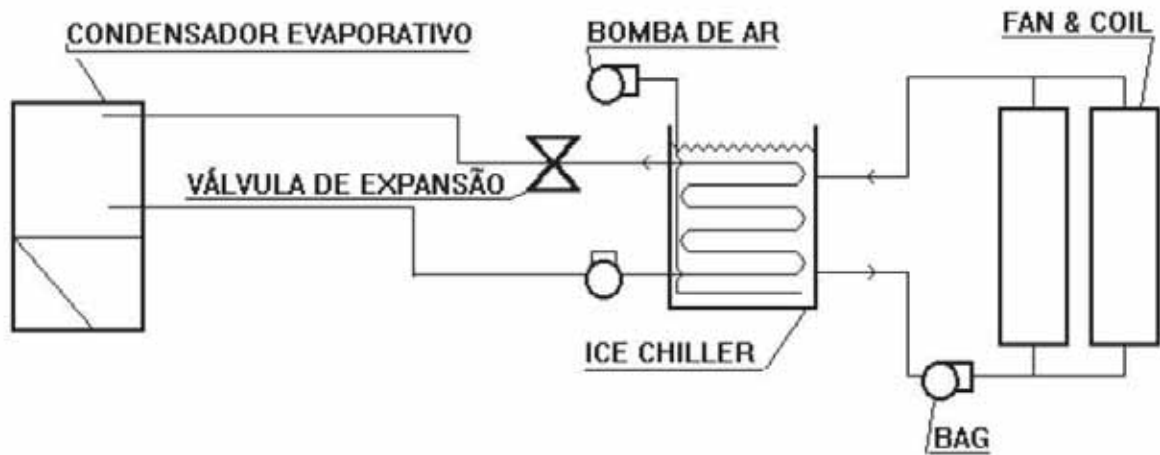 CONDENSADOR EVAPORATIVO
BOMBA DE AR
FAN & COIL
VÁLVULA DE EXPANSÃO
ICE CHILLER
BAG